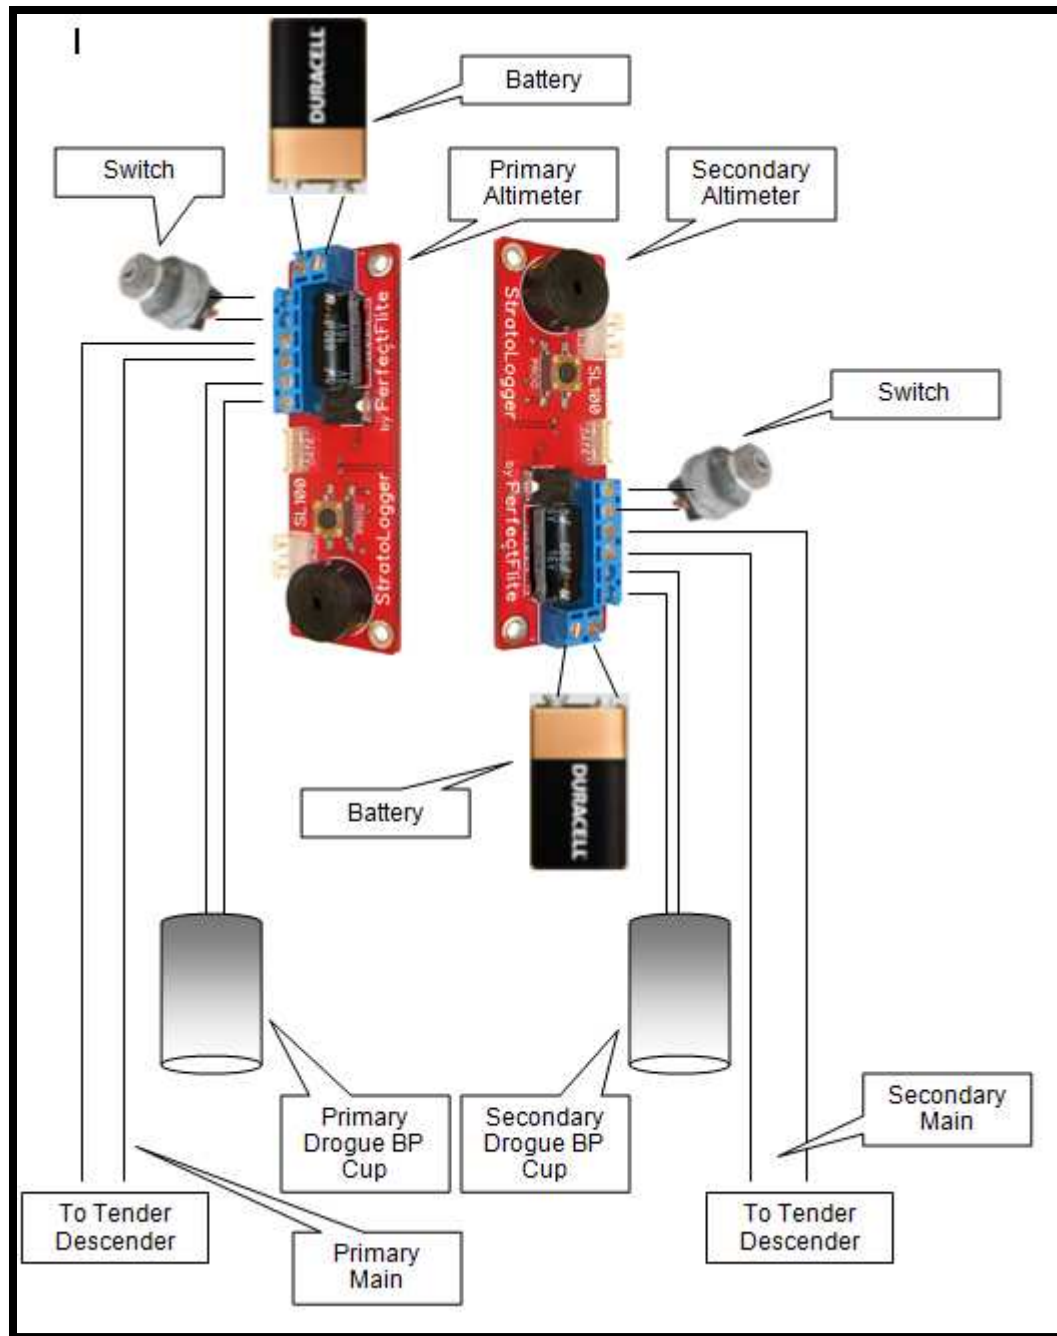 I
DURACELL
Battery
Switch
Primary
Altimeter
Secondary
Altimeter
by PerfectFlite
StratoLogger
SL100
StratoLogger
by PerfectFlite
SL100
Switch
Battery
DURACELL
Primary
Drogue BP
Cup
Secondary
Drogue BP
Cup
Secondary
Main
To Tender
Descender
Primary
Main
To Tender
Descender